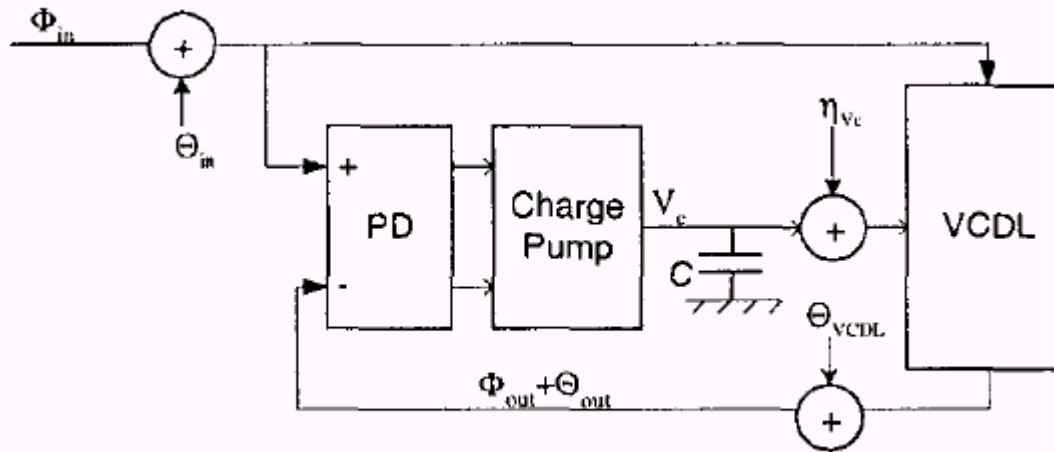 Φin
+
Θin
+
PD
-
Charge
Pump
Vc
C
ηVc
+
VCDL
ΘVCDL
Φout+Θout
+